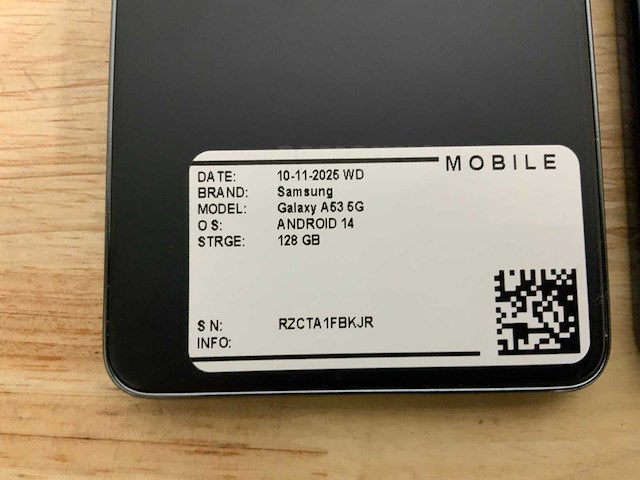 MOBILE
DATE: 10-11-2025 WD
BRAND: Samsung
MODEL: Galaxy A53 5G
OS: ANDROID 14
STRGE: 128 GB
SN: RZCTA1FBKJR
INFO: